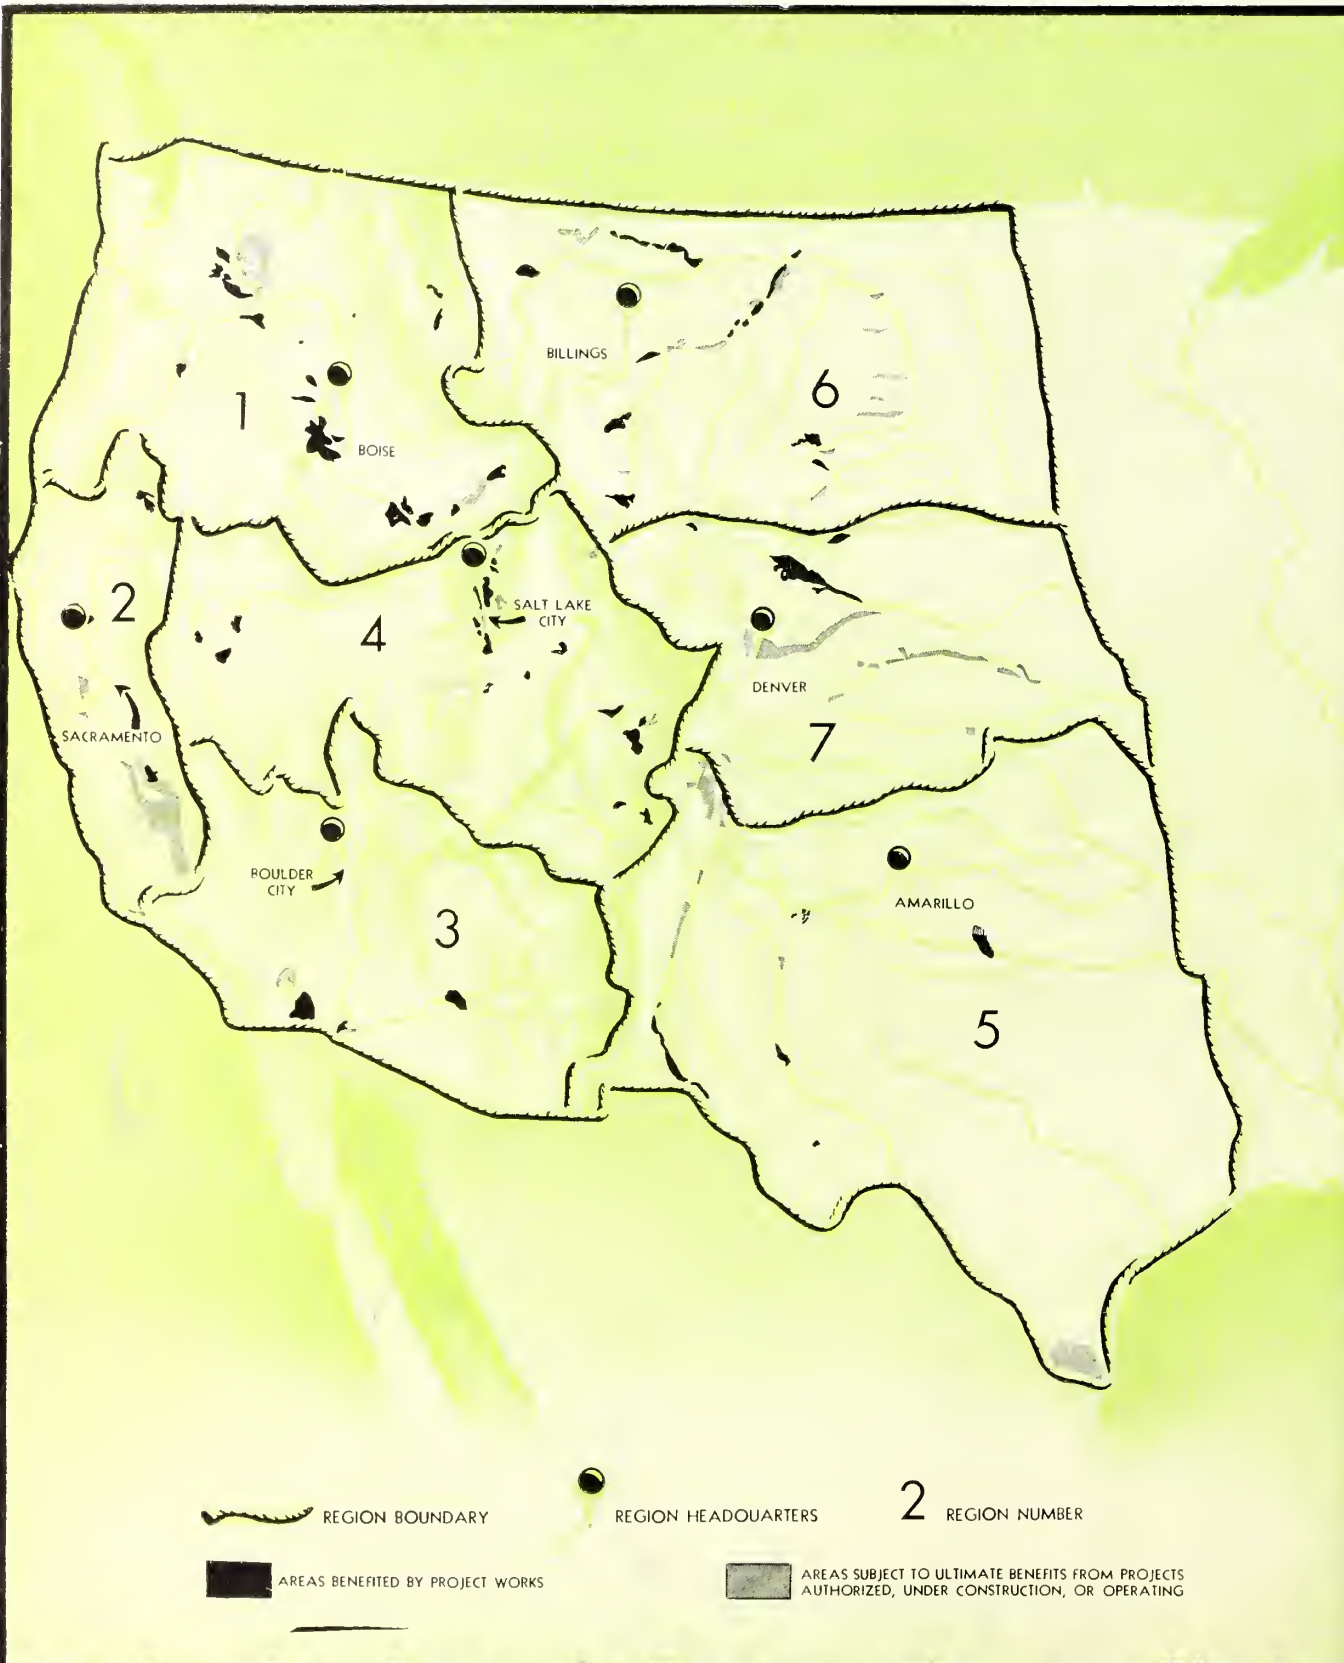 BILLINGS
6
1
BOISE
2
SALT LAKE
CITY
4
DENVER
SACRAMENTO
7
BOULDER
CITY
AMARILLO
3
5
REGION BOUNDARY
REGION HEADQUARTERS
2 REGION NUMBER
AREAS BENEFITED BY PROJECT WORKS
AREAS SUBJECT TO ULTIMATE BENEFITS FROM PROJECTS
AUTHORIZED, UNDER CONSTRUCTION, OR OPERATING